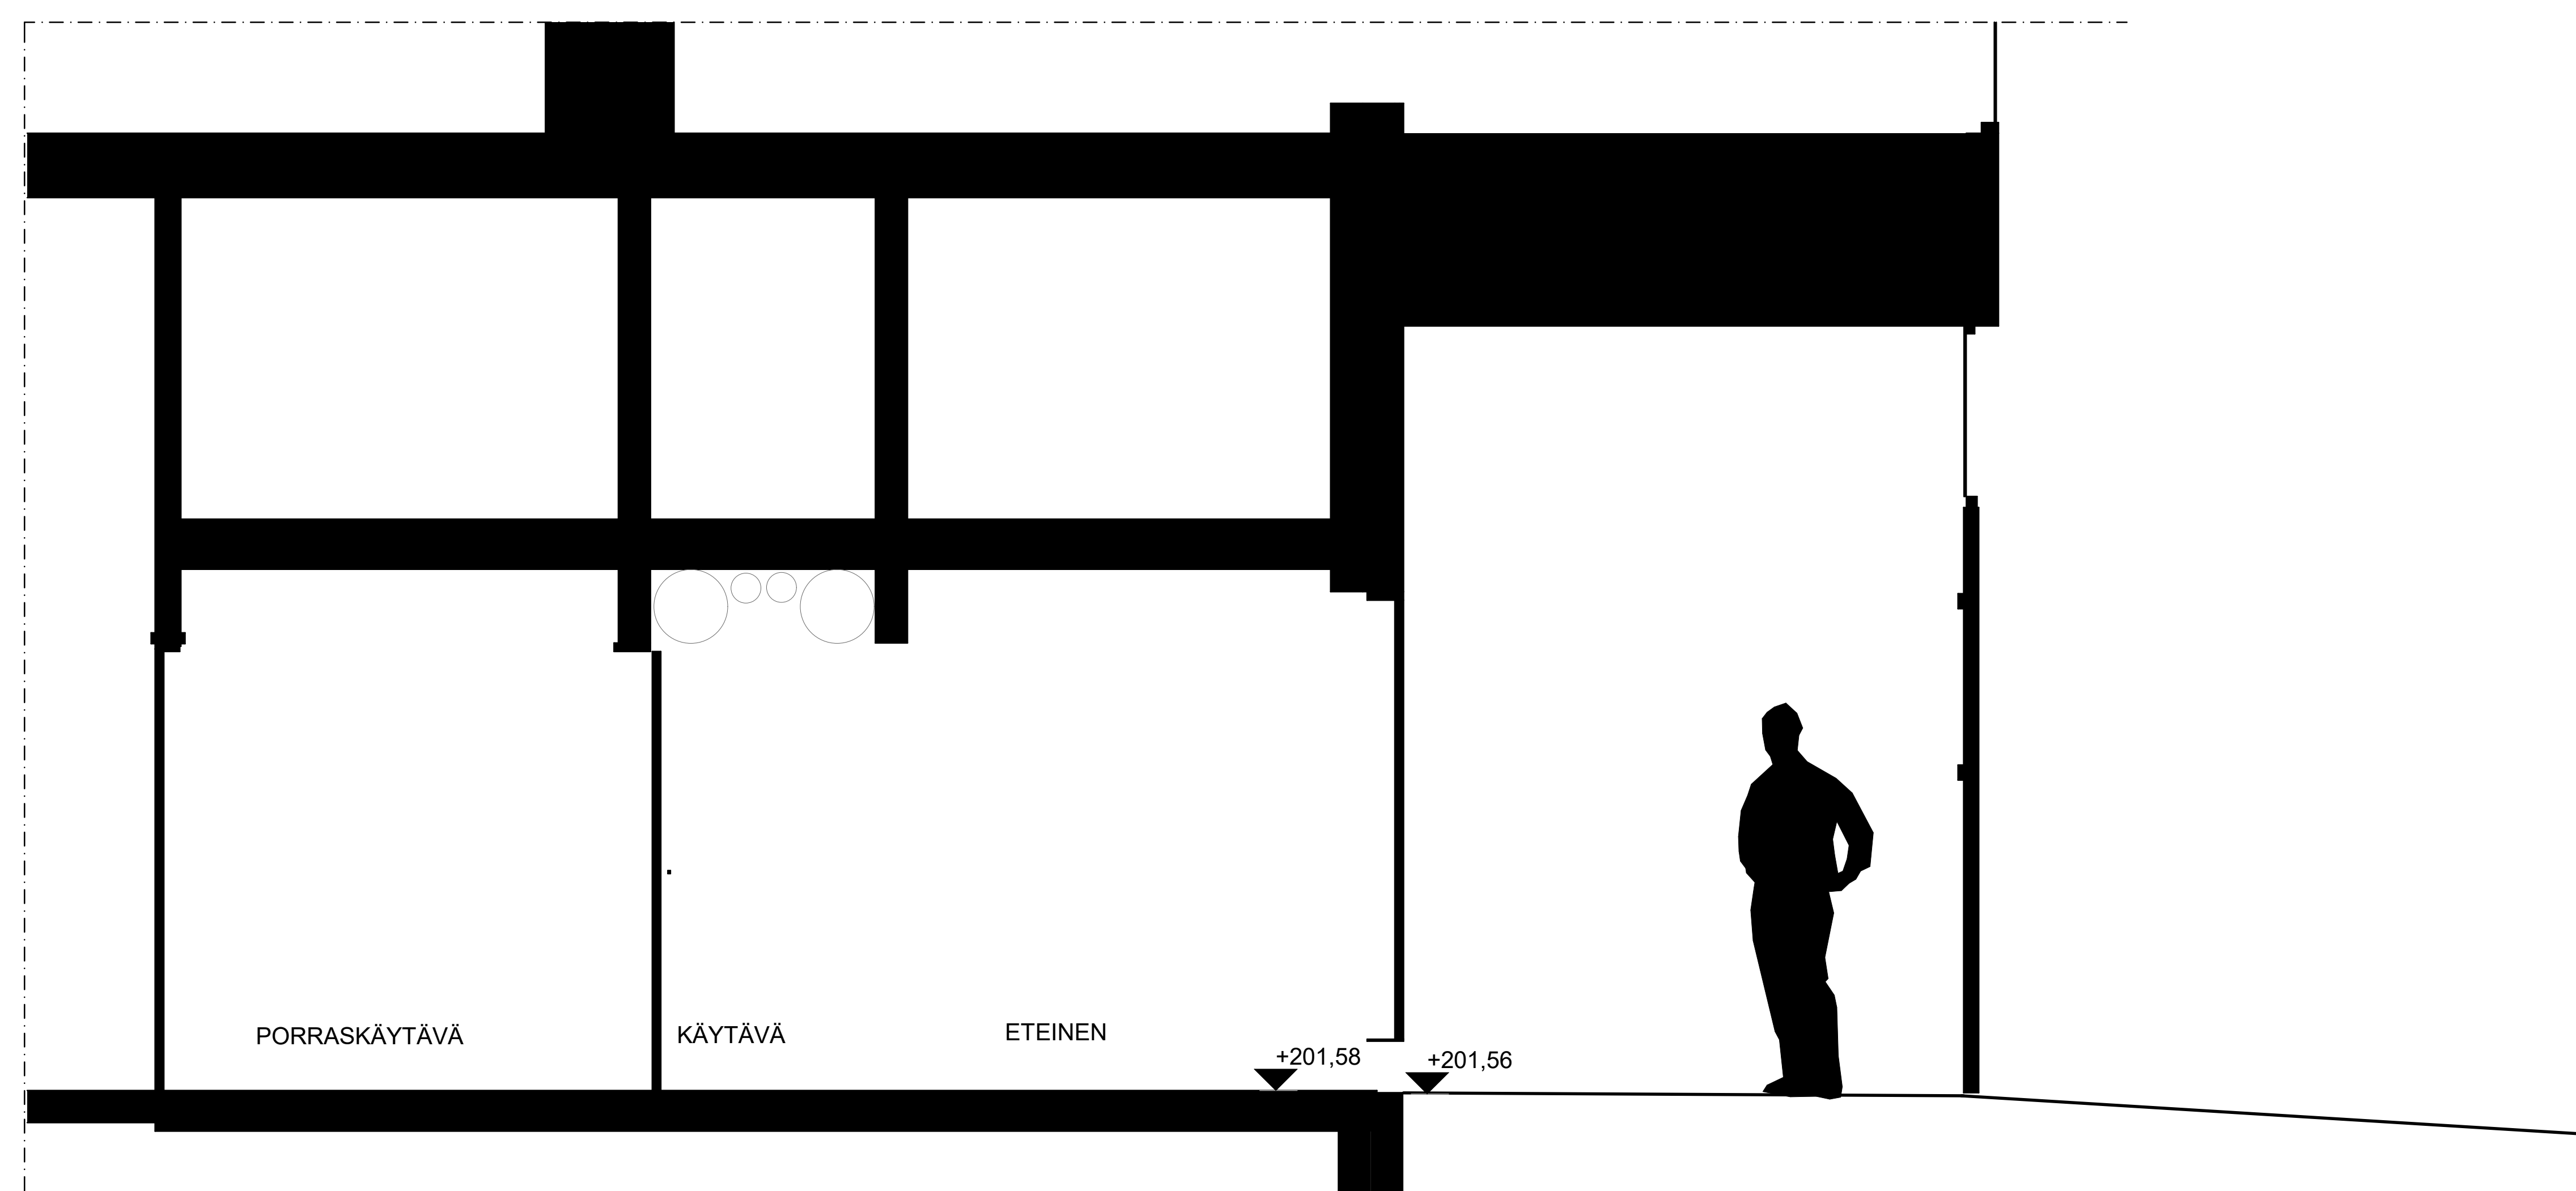 PORRASKÄYTÄVÄ
KÄYTÄVÄ
ETEINEN
+201,58
+201,56